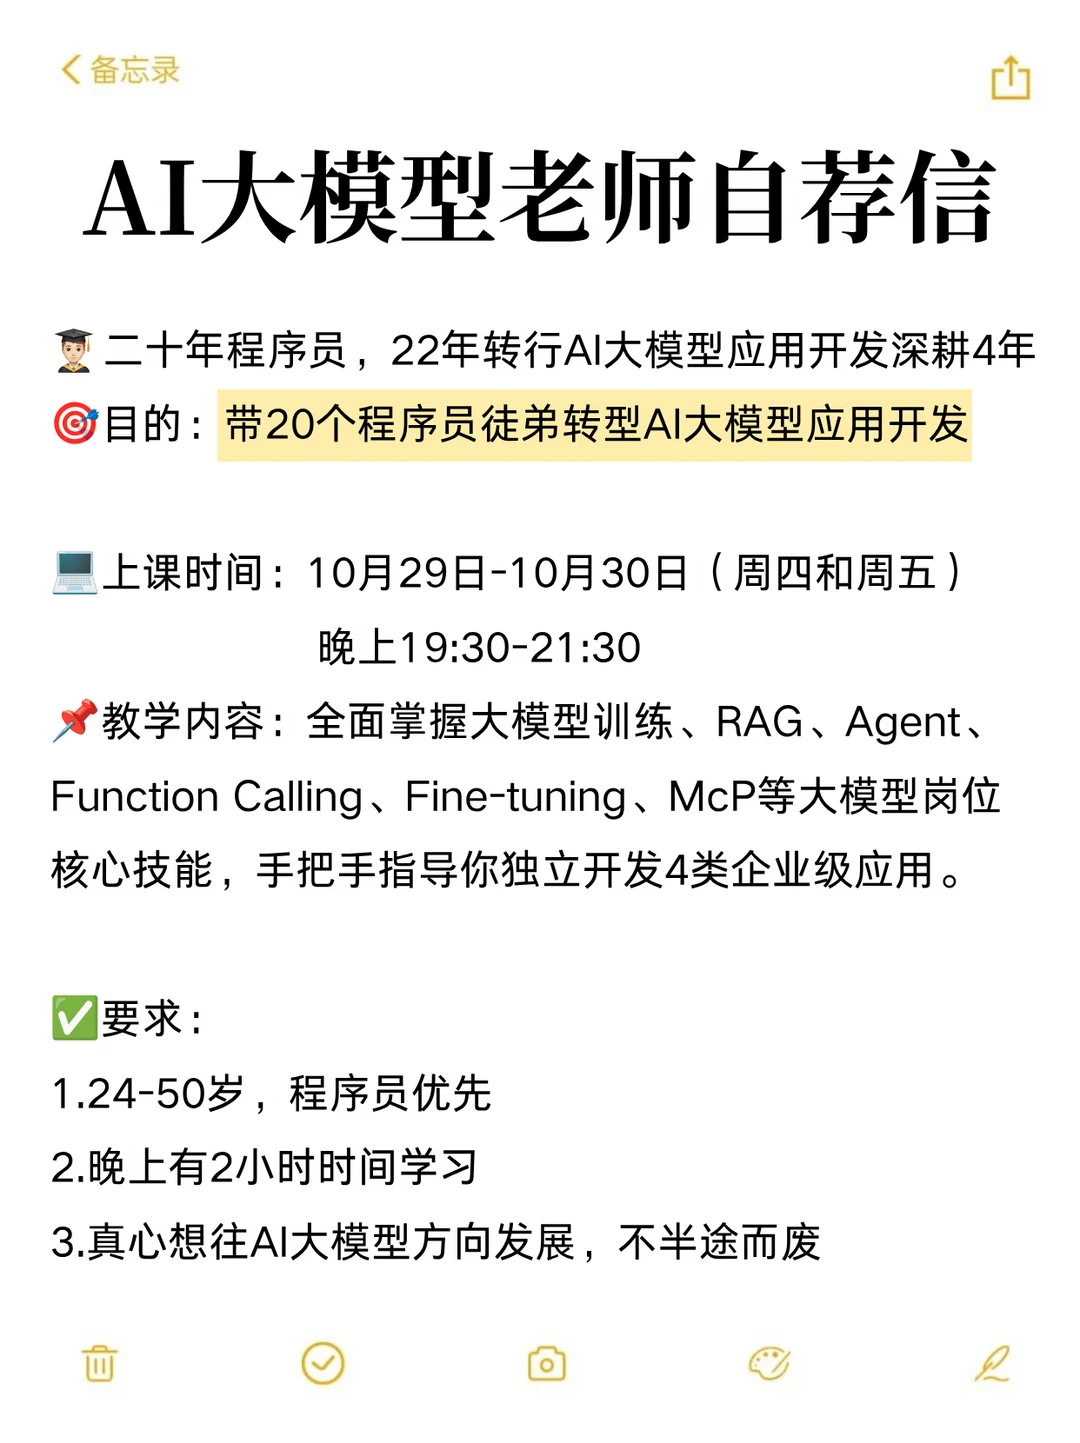 备忘录
AI大模型老师自荐信
二十年程序员，22年转行AI大模型应用开发深耕4年
目的：带20个程序员徒弟转型AI大模型应用开发
上课时间：10月29日-10月30日（周四和周五）
晚上19:30-21:30
教学内容：全面掌握大模型训练、RAG、Agent、
Function Calling、Fine-tuning、McP等大模型岗位
核心技能，手把手指导你独立开发4类企业级应用。
要求：
1.24-50岁，程序员优先
2.晚上有2小时时间学习
3.真心想往AI大模型方向发展，不半途而废